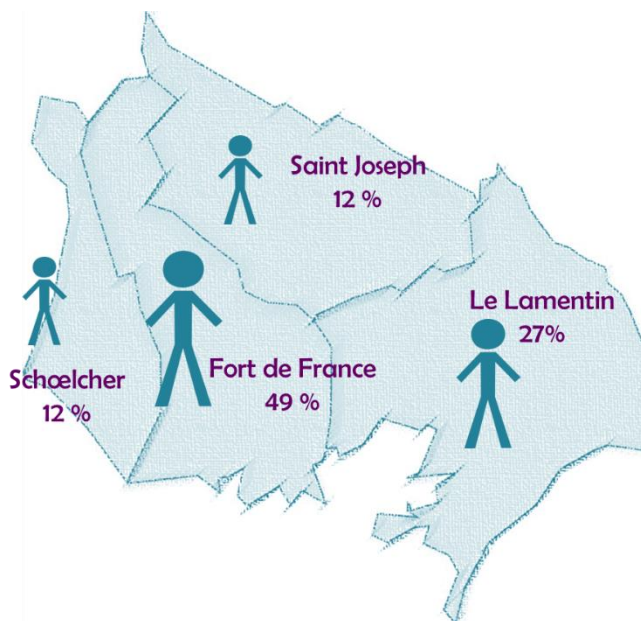 Saint Joseph
12 %
Le Lamentin
27%
Fort de France
49 %
Schœlcher
12 %